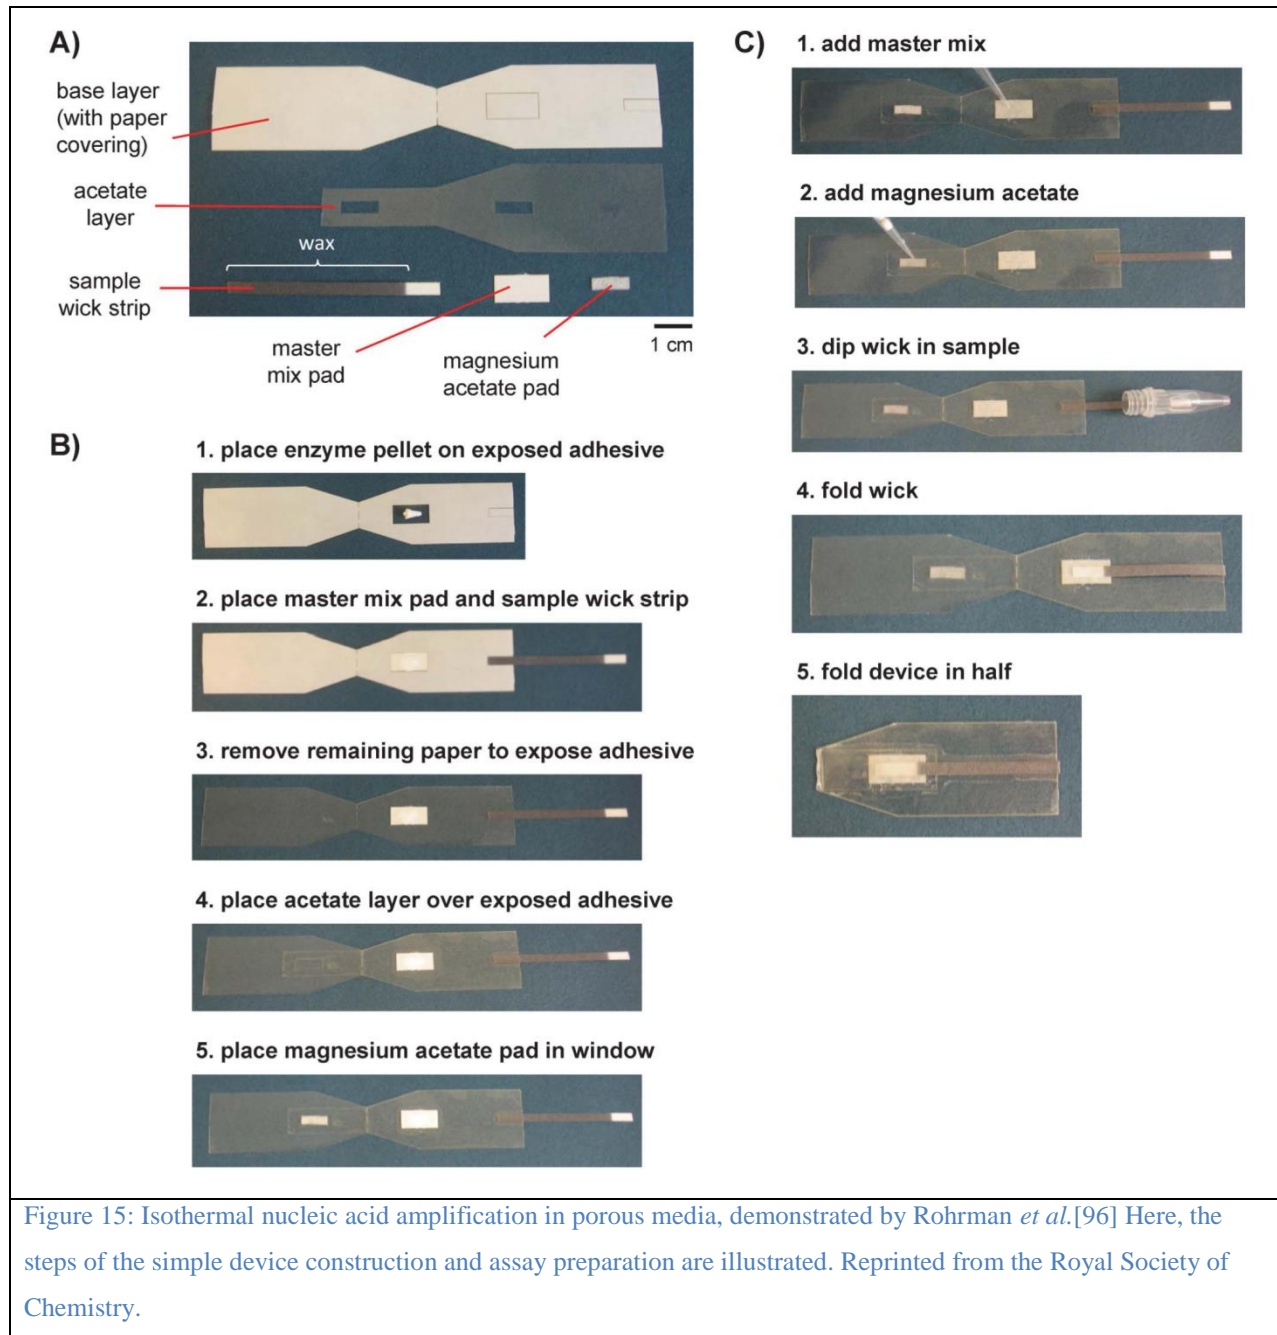 A)
base layer
(with paper
covering)
acetate
layer
wax
sample
wick strip
master
mix pad
magnesium
acetate pad
1 cm
B)
1. place enzyme pellet on exposed adhesive
2. place master mix pad and sample wick strip
3. remove remaining paper to expose adhesive
4. place acetate layer over exposed adhesive
5. place magnesium acetate pad in window
C)
1. add master mix
2. add magnesium acetate
3. dip wick in sample
4. fold wick
5. fold device in half
Figure 15: Isothermal nucleic acid amplification in porous media, demonstrated by Rohrman et al.[96] Here, the
steps of the simple device construction and assay preparation are illustrated. Reprinted from the Royal Society of
Chemistry.